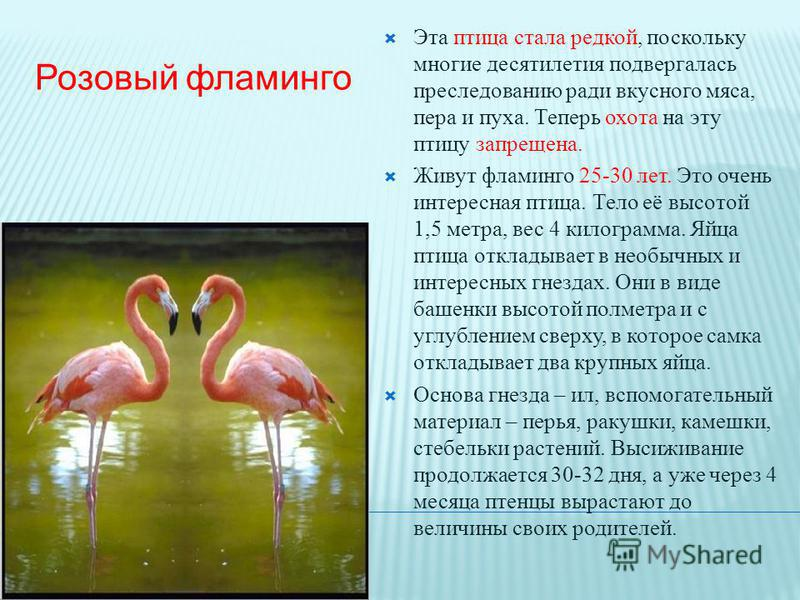 Розовый фламинго
Эта птица стала редкой, поскольку
многие десятилетия подвергалась
преследованию ради вкусного мяса,
пера и пуха. Теперь охота на эту
птицу запрещена.
Живут фламинго 25-30 лет. Это очень
интересная птица. Тело её высотой
1,5 метра, вес 4 килограмма. Яйца
птица откладывает в необычных и
интересных гнездах. Они в виде
башенки высотой полметра и с
углублением сверху, в которое самка
откладывает два крупных яйца.
Основа гнезда – ил, вспомогательный
материал – перья, ракушки, камешки,
стебельки растений. Высиживание
продолжается 30-32 дня, а уже через 4
месяца птенцы вырастают до
величины своих родителей.
MyShared